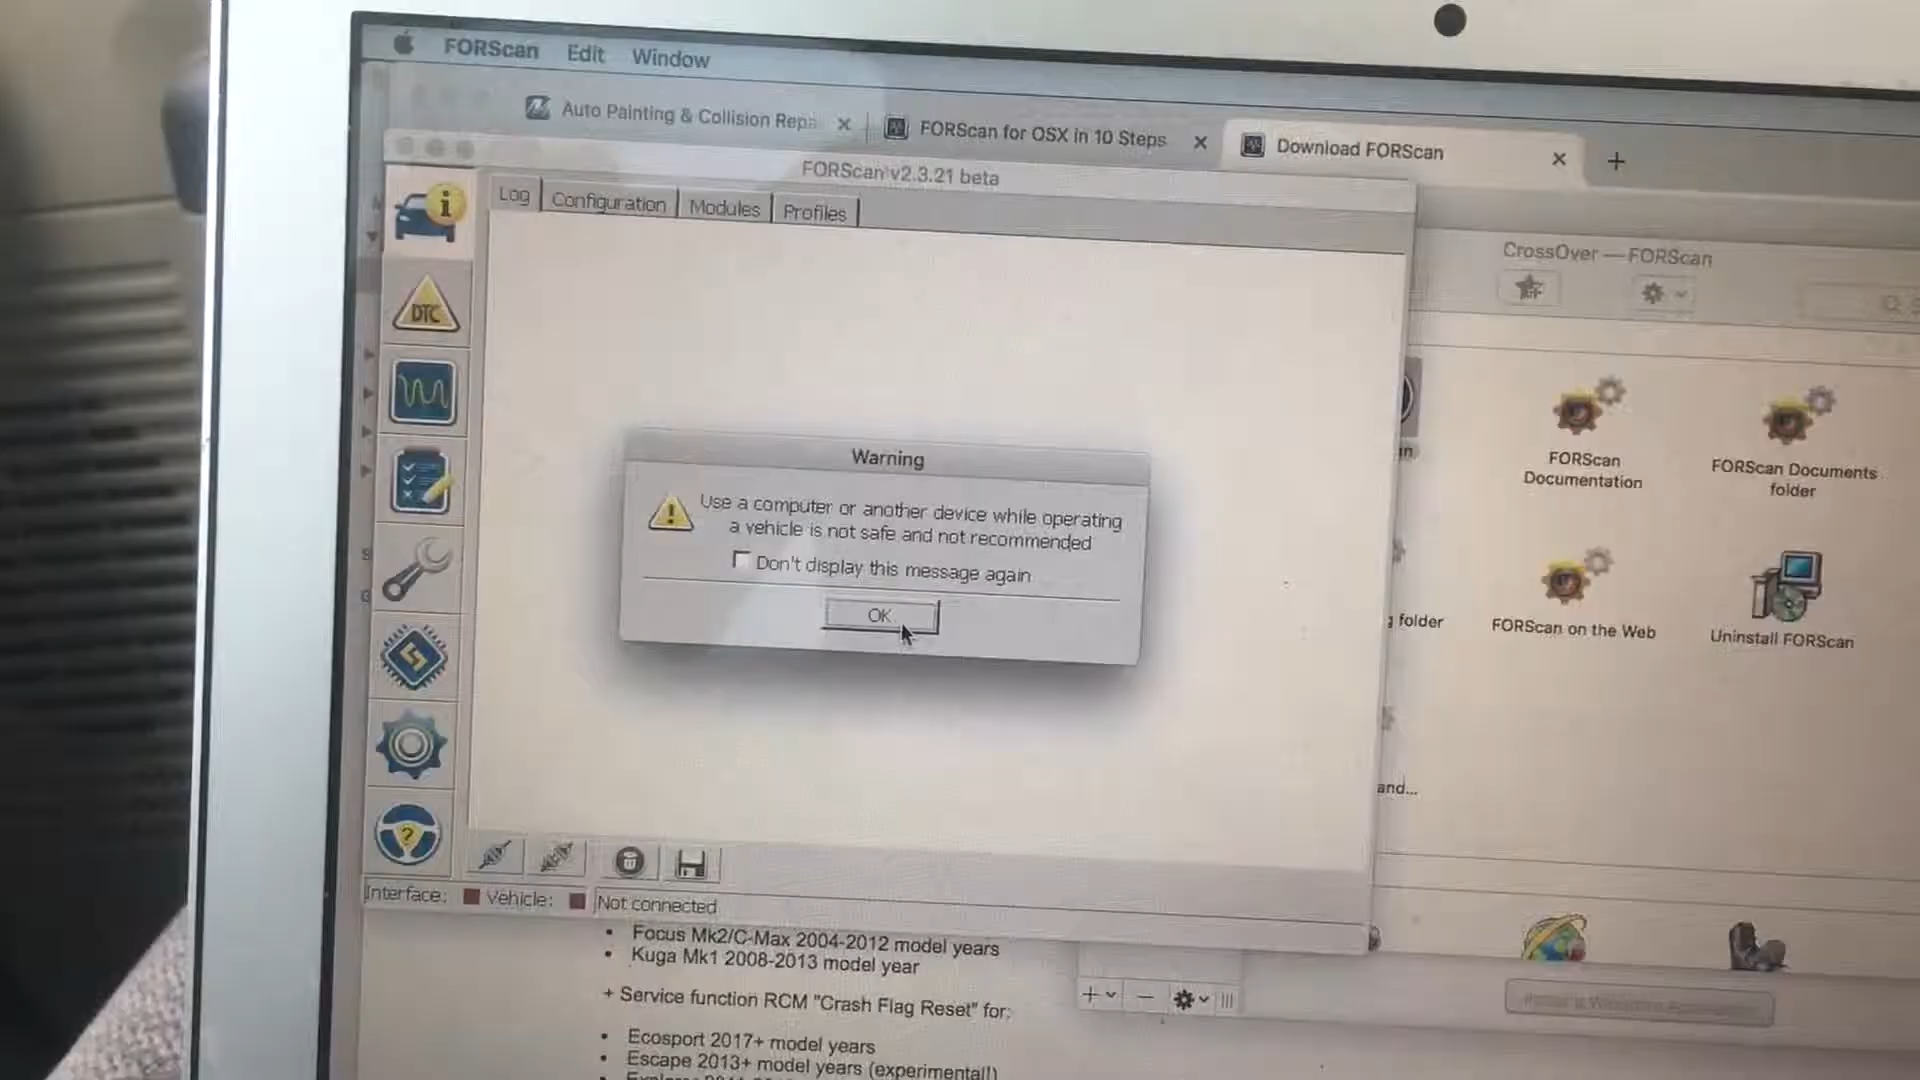 FORScan Edit Window
Auto Painting & Collision Repa
FORScan for OSX in 10 Steps
Download FORScan
FORScan v2.3.21 beta
Log Configuration Modules Profiles
CrossOver — FORScan
DTC
Warning
Use a computer or another device while operating
a vehicle is not safe and not recommended
Don't display this message again
OK
FORScan
Documentation
FORScan Documents
folder
folder
FORScan on the Web
Uninstall FORScan
and...
Interface: Vehicle: Not connected
• Focus Mk2/C-Max 2004-2012 model years
• Kuga Mk1 2008-2013 model year
+ Service function RCM "Crash Flag Reset" for:
• Ecosport 2017+ model years
• Escape 2013+ model years (experimental!)